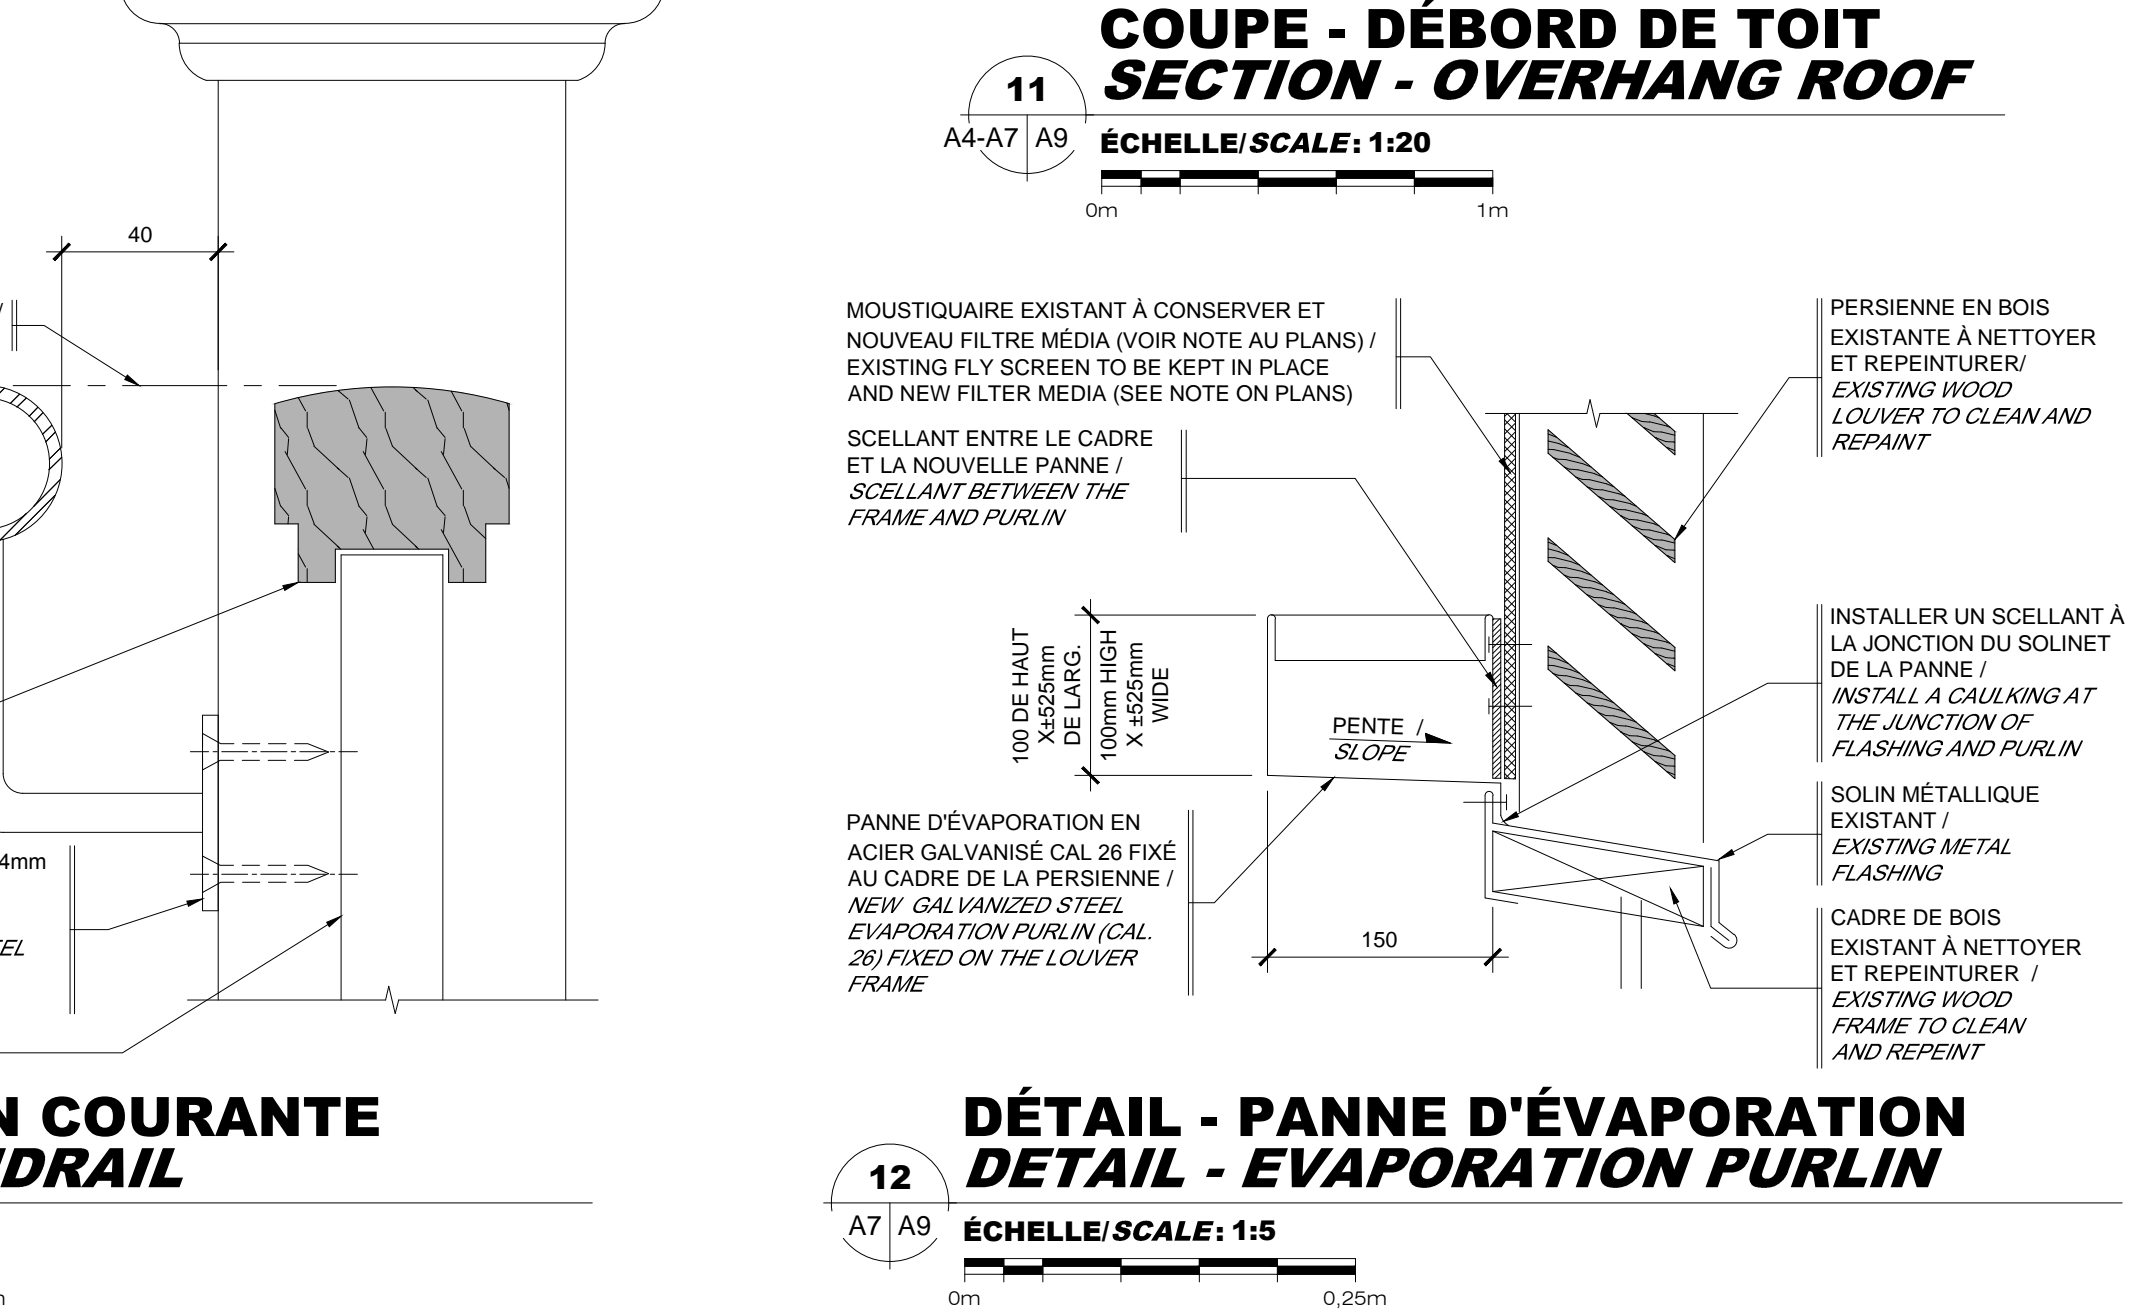 COUPE - DÉBORD DE TOIT
SECTION - OVERHANG ROOF
11
A4-A7 A9
ÉCHELLE/SCALE: 1:20
0m 1m
40
/
4mm
EL
N COURANTE
NDRAIL
MOUSTIQUAIRE EXISTANT À CONSERVER ET
NOUVEAU FILTRE MÉDIA (VOIR NOTE AU PLANS) /
EXISTING FLY SCREEN TO BE KEPT IN PLACE
AND NEW FILTER MEDIA (SEE NOTE ON PLANS)
SCELLANT ENTRE LE CADRE
ET LA NOUVELLE PANNE /
SCELLANT BETWEEN THE
FRAME AND PURLIN
100 DE HAUT
X±525mm
DE LARG.
100mm HIGH
X ±525mm
WIDE
PENTE /
SLOPE
PANNE D'ÉVAPORATION EN
ACIER GALVANISÉ CAL 26 FIXÉ
AU CADRE DE LA PERSIENNE /
NEW GALVANIZED STEEL
EVAPORATION PURLIN (CAL.
26) FIXED ON THE LOUVER
FRAME
150
PERSIENNE EN BOIS
EXISTANTE À NETTOYER
ET REPEINTURER/
EXISTING WOOD
LOUVER TO CLEAN AND
REPAINT
INSTALLER UN SCELLANT À
LA JONCTION DU SOLINET
DE LA PANNE /
INSTALL A CAULKING AT
THE JUNCTION OF
FLASHING AND PURLIN
SOLIN MÉTALLIQUE
EXISTANT /
EXISTING METAL
FLASHING
CADRE DE BOIS
EXISTANT À NETTOYER
ET REPEINTURER /
EXISTING WOOD
FRAME TO CLEAN
AND REPEINT
DÉTAIL - PANNE D'ÉVAPORATION
DETAIL - EVAPORATION PURLIN
12
A7 A9
ÉCHELLE/SCALE: 1:5
0m 0,25m